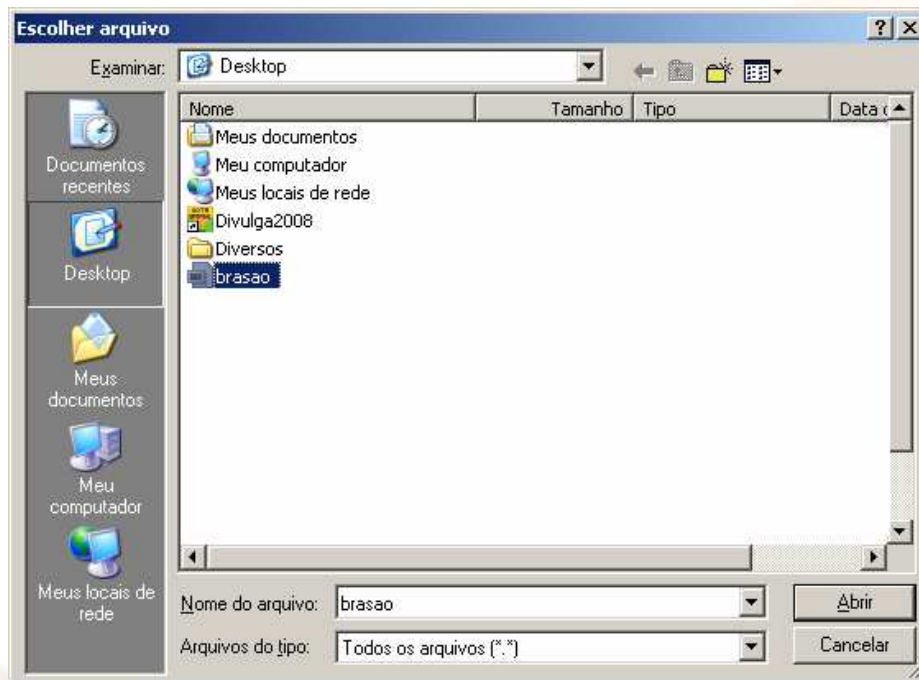 Escolher arquivo
Examinar: Desktop
Nome Tamanho Tipo Data
Documentos
recentes
Desktop
Meus
documentos
Meu
computador
Meus locais de
rede
Meus documentos
Meu computador
Meus locais de rede
Divulga2008
Diversos
brasao
Nome do arquivo: brasao Abrir
Arquivos do tipo: Todos os arquivos (*.*) Cancelar